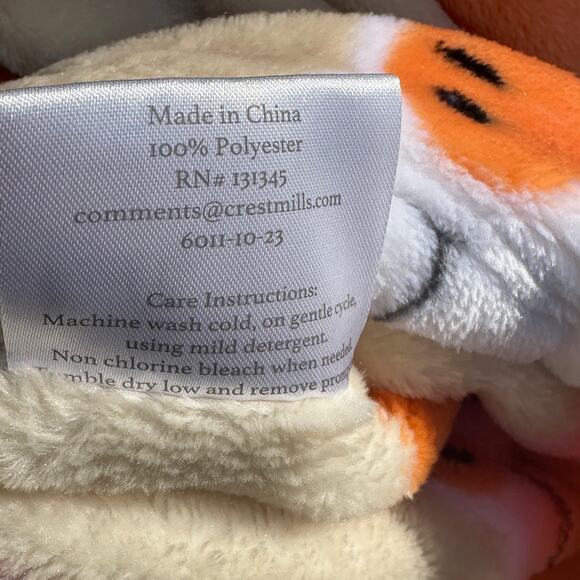 Made in China
100% Polyester
RN# 131345
comments@crestmills.com
6011-10-23
Care Instructions:
Machine wash cold, on gentle cycle,
using mild detergent.
Non chlorine bleach when needed
Tumble dry low and remove